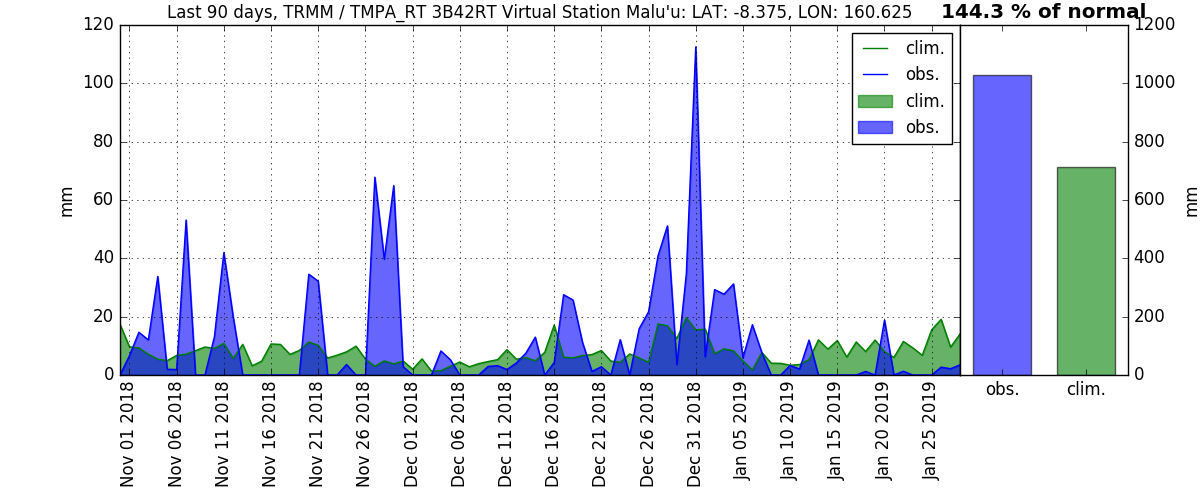 Last 90 days, TRMM / TMPA_RT 3B42RT Virtual Station Malu'u: LAT: -8.375, LON: 160.625
144.3 % of normal
120
100
80
60
40
20
0
mm
clim.
obs.
clim.
obs.
1200
1000
800
600
400
200
0
mm
Nov 01 2018
Nov 06 2018
Nov 11 2018
Nov 16 2018
Nov 21 2018
Nov 26 2018
Dec 01 2018
Dec 06 2018
Dec 11 2018
Dec 16 2018
Dec 21 2018
Dec 26 2018
Dec 31 2018
Jan 05 2019
Jan 10 2019
Jan 15 2019
Jan 20 2019
Jan 25 2019
obs.
clim.